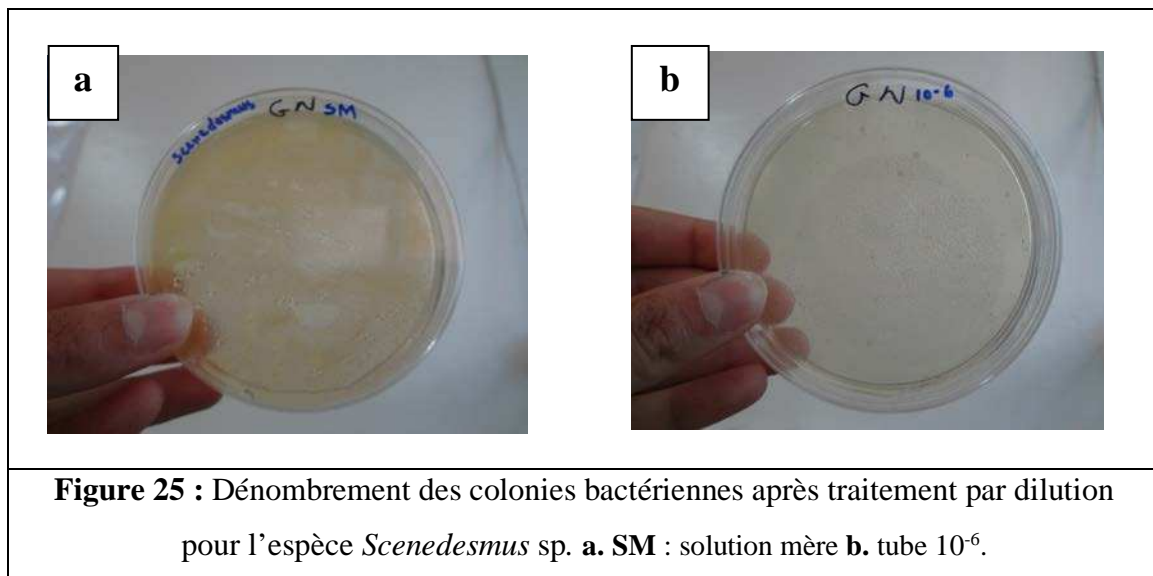 a
scenedesmus GN SM
b
GN 10-6
Figure 25 : Dénombrement des colonies bactériennes après traitement par dilution
pour l'espèce Scenedesmus sp. a. SM : solution mère b. tube 10⁻⁶.